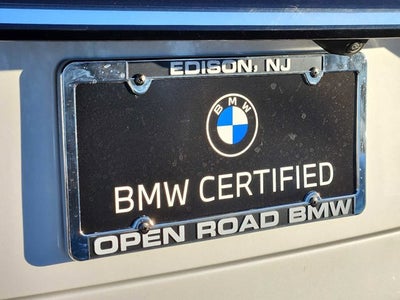 EDISON, NJ
BMW
BMW CERTIFIED
OPEN ROAD BMW